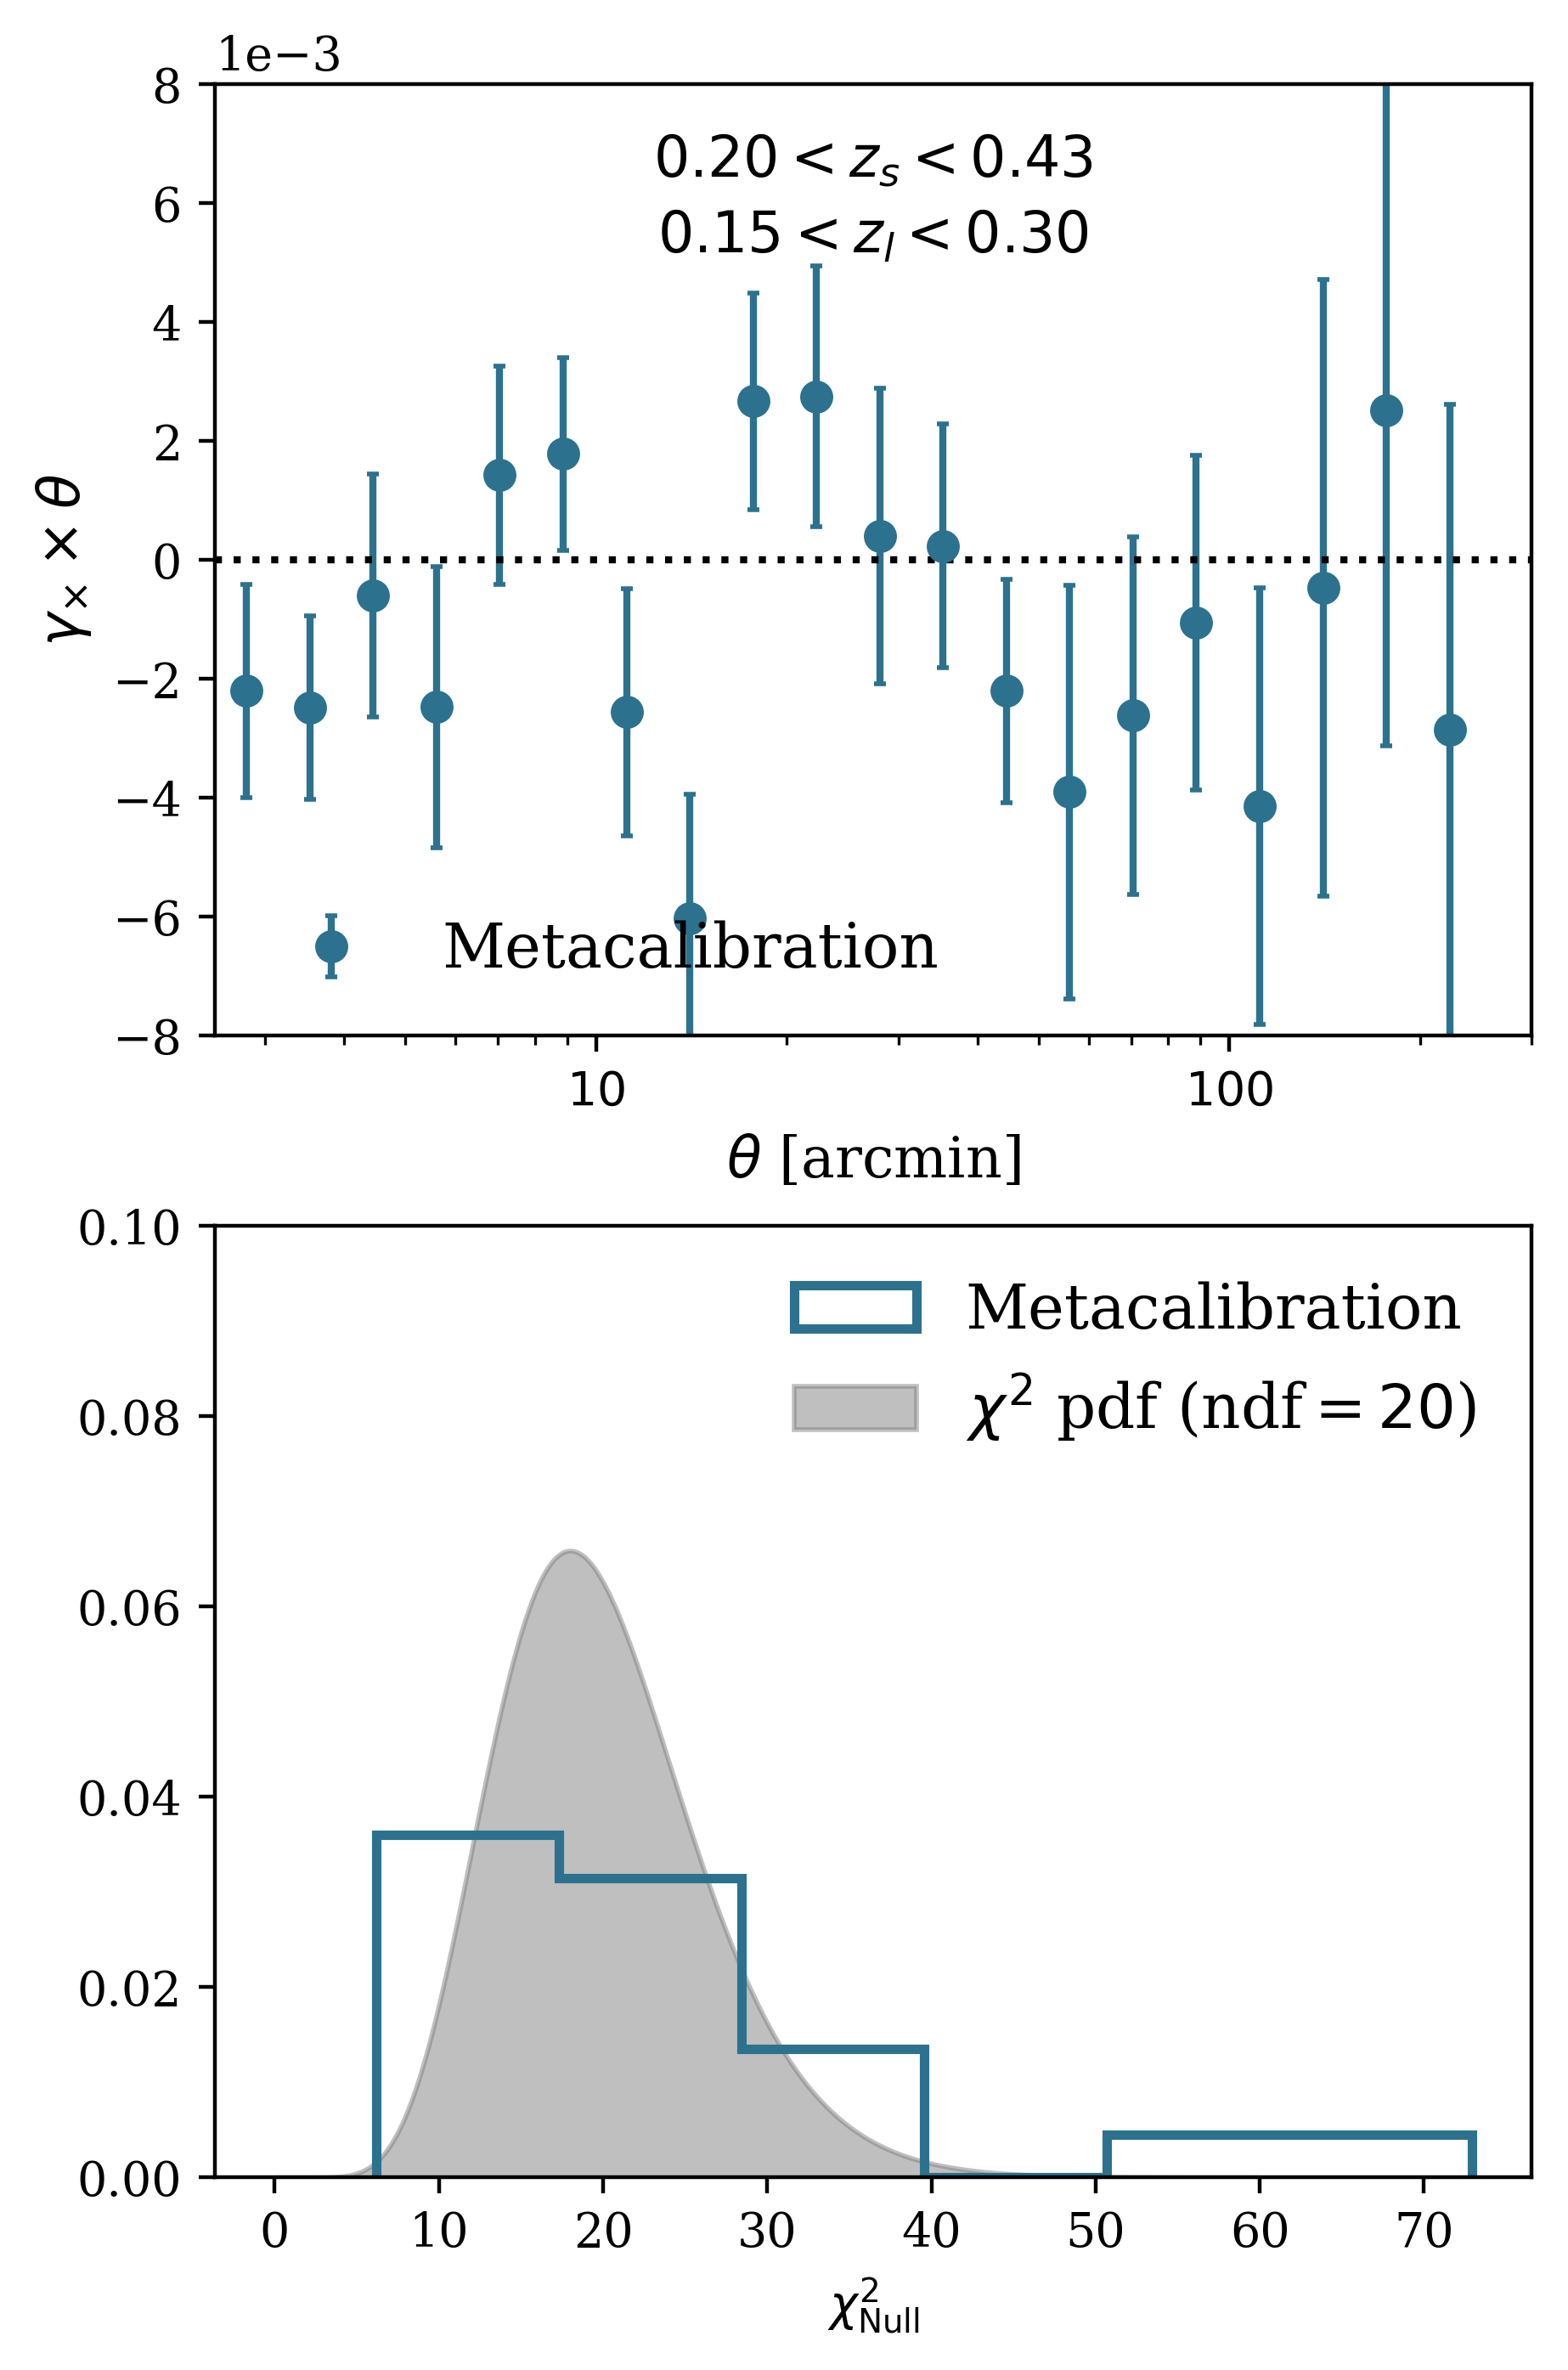 1e−3
8
6
4
2
0
−2
−4
−6
−8
γ× × θ
0.20 < z_s < 0.43
0.15 < z_l < 0.30
Metacalibration
10
100
θ [arcmin]
0.10
0.08
0.06
0.04
0.02
0.00
Metacalibration
χ² pdf (ndf = 20)
0
10
20
30
40
50
60
70
χ²_Null